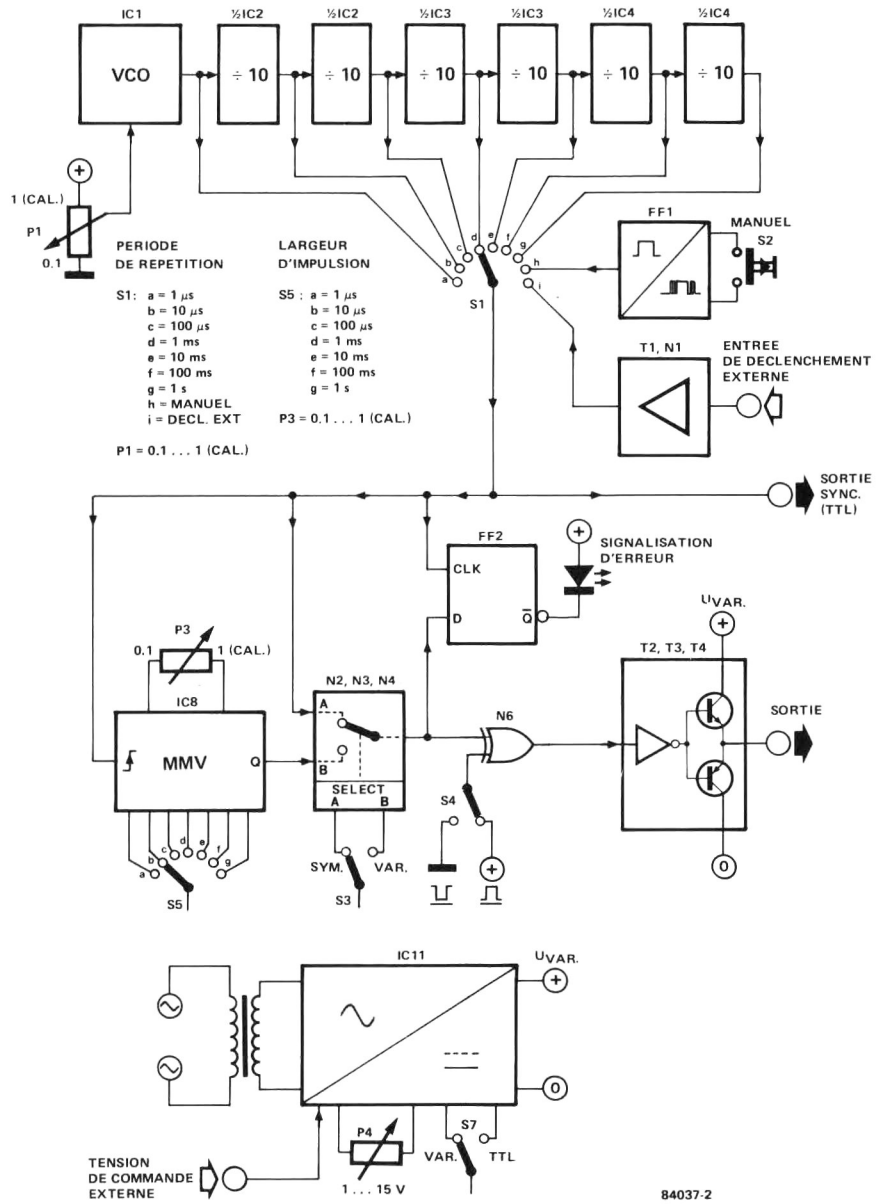 IC1
½IC2
½IC2
½IC3
½IC3
½IC4
½IC4
VCO
÷ 10
÷ 10
÷ 10
÷ 10
÷ 10
÷ 10
+
1 (CAL.)
P1
0.1
PERIODE
DE REPETITION
S1: a = 1 μs
b = 10 μs
c = 100 μs
d = 1 ms
e = 10 ms
f = 100 ms
g = 1 s
h = MANUEL
i = DECL. EXT
P1 = 0.1 . . . 1 (CAL.)
LARGEUR
D'IMPULSION
S5 : a = 1 μs
b = 10 μs
c = 100 μs
d = 1 ms
e = 10 ms
f = 100 ms
g = 1 s
P3 = 0.1 . . . 1 (CAL.)
a
b
c
d
e
f
g
h
i
S1
FF1
MANUEL
S2
T1, N1
ENTREE
DE DECLENCHEMENT
EXTERNE
SORTIE
SYNC.
(TTL)
FF2
CLK
D
Q̅
+
SIGNALISATION
D'ERREUR
P3
0.1
1 (CAL.)
IC8
MMV
Q
a
b
c
d
e
f
g
S5
N2, N3, N4
A
B
SELECT
A B
SYM.
VAR.
S3
N6
S4
+
UVAR.
+
T2, T3, T4
SORTIE
0
IC11
UVAR.
+
0
P4
1 . . . 15 V
S7
VAR.
TTL
TENSION
DE COMMANDE
EXTERNE
84037-2